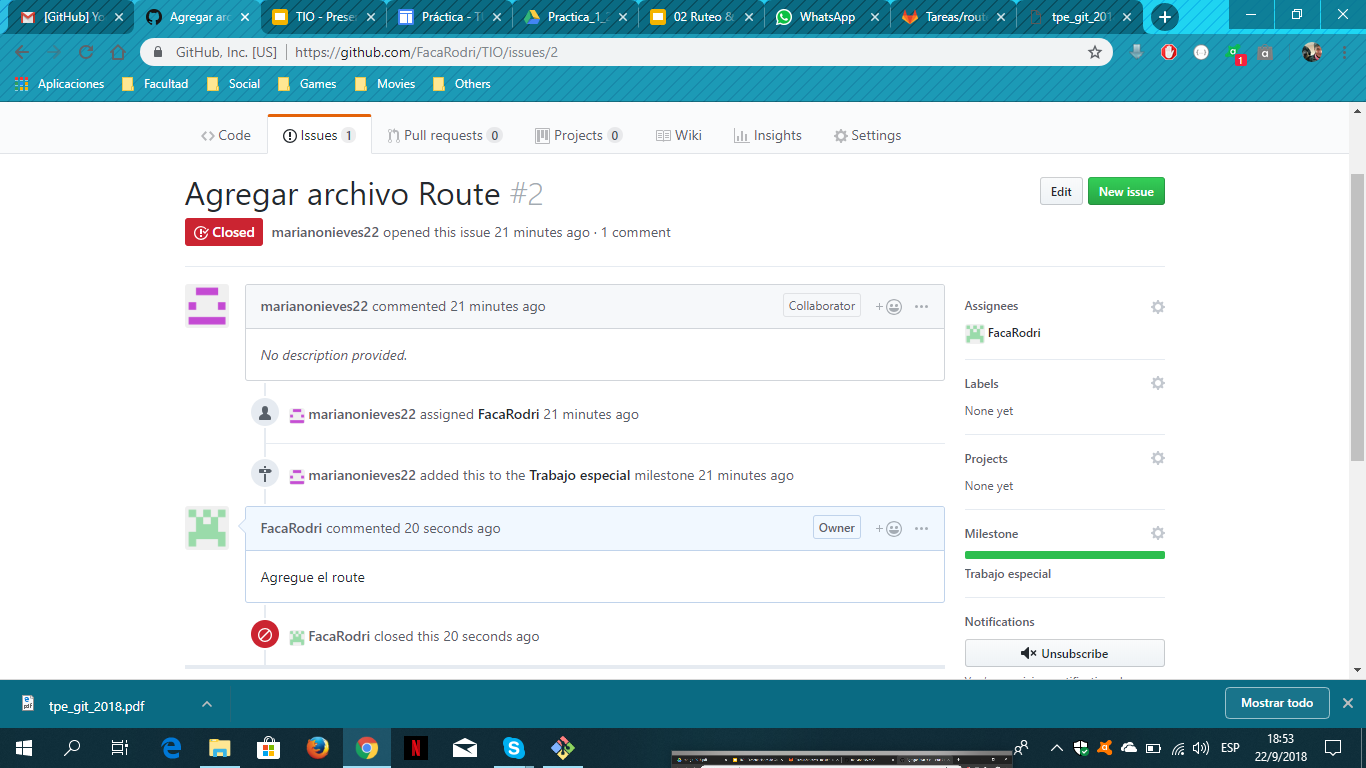 [GitHub] Yo
Agregar arc
TIO - Prese
Práctica - T
Practica_1_
02 Ruteo &
WhatsApp
Tareas/rout
tpe_git_201
GitHub, Inc. [US] | https://github.com/FacaRodri/TIO/issues/2
Aplicaciones Facultad Social Games Movies Others
Code Issues 1 Pull requests 0 Projects 0 Wiki Insights Settings
Agregar archivo Route #2
Edit New issue
Closed marianonieves22 opened this issue 21 minutes ago · 1 comment
marianonieves22 commented 21 minutes ago Collaborator
No description provided.
marianonieves22 assigned FacaRodri 21 minutes ago
marianonieves22 added this to the Trabajo especial milestone 21 minutes ago
FacaRodri commented 20 seconds ago Owner
Agregue el route
FacaRodri closed this 20 seconds ago
Assignees
FacaRodri
Labels
None yet
Projects
None yet
Milestone
Trabajo especial
Notifications
Unsubscribe
tpe_git_2018.pdf
Mostrar todo
ESP
18:53
22/9/2018